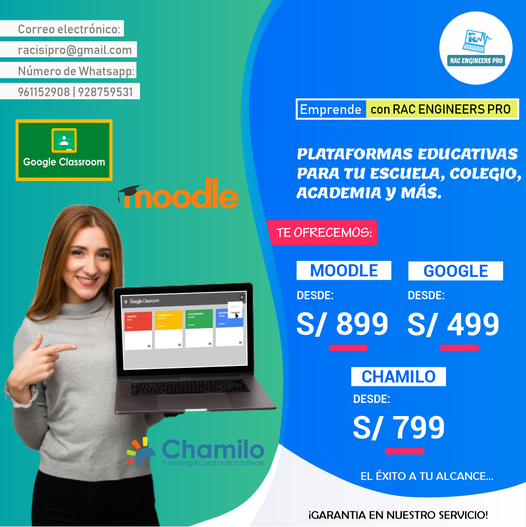 Correo electrónico:
racisipro@gmail.com
Número de Whatsapp:
961152908 | 928759531
RAC ENGINEERS PRO
Emprende con RAC ENGINEERS PRO
Google Classroom
moodle
PLATAFORMAS EDUCATIVAS
PARA TU ESCUELA, COLEGIO,
ACADEMIA Y MÁS.
TE OFRECEMOS:
MOODLE
DESDE:
S/ 899
GOOGLE
DESDE:
S/ 499
CHAMILO
DESDE:
S/ 799
Google Classroom
Chamilo
E-Learning & Collaboration Software
EL ÉXITO A TU ALCANCE...
¡GARANTIA EN NUESTRO SERVICIO!